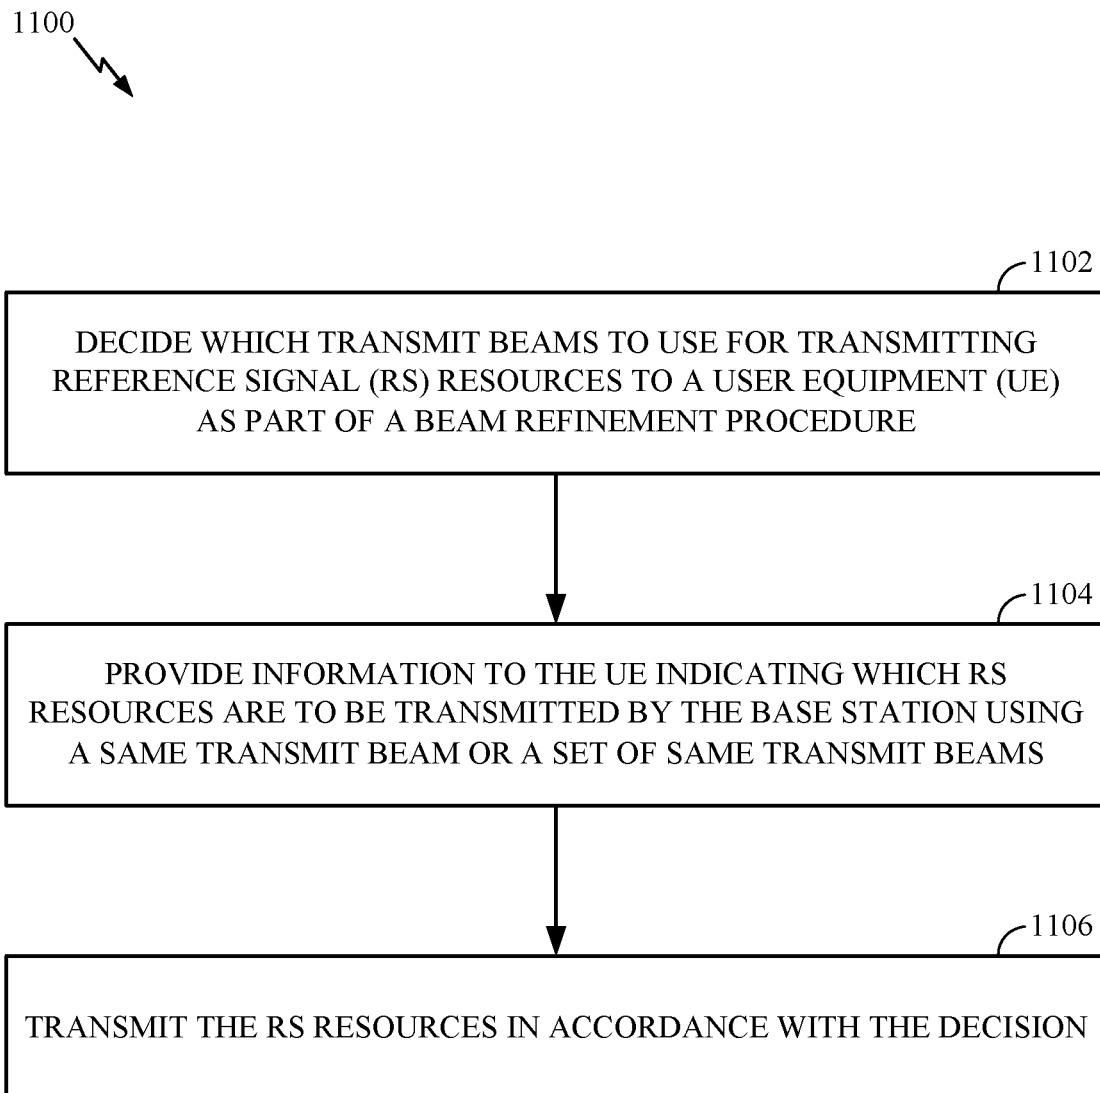 1100
1102
DECIDE WHICH TRANSMIT BEAMS TO USE FOR TRANSMITTING
REFERENCE SIGNAL (RS) RESOURCES TO A USER EQUIPMENT (UE)
AS PART OF A BEAM REFINEMENT PROCEDURE
1104
PROVIDE INFORMATION TO THE UE INDICATING WHICH RS
RESOURCES ARE TO BE TRANSMITTED BY THE BASE STATION USING
A SAME TRANSMIT BEAM OR A SET OF SAME TRANSMIT BEAMS
1106
TRANSMIT THE RS RESOURCES IN ACCORDANCE WITH THE DECISION